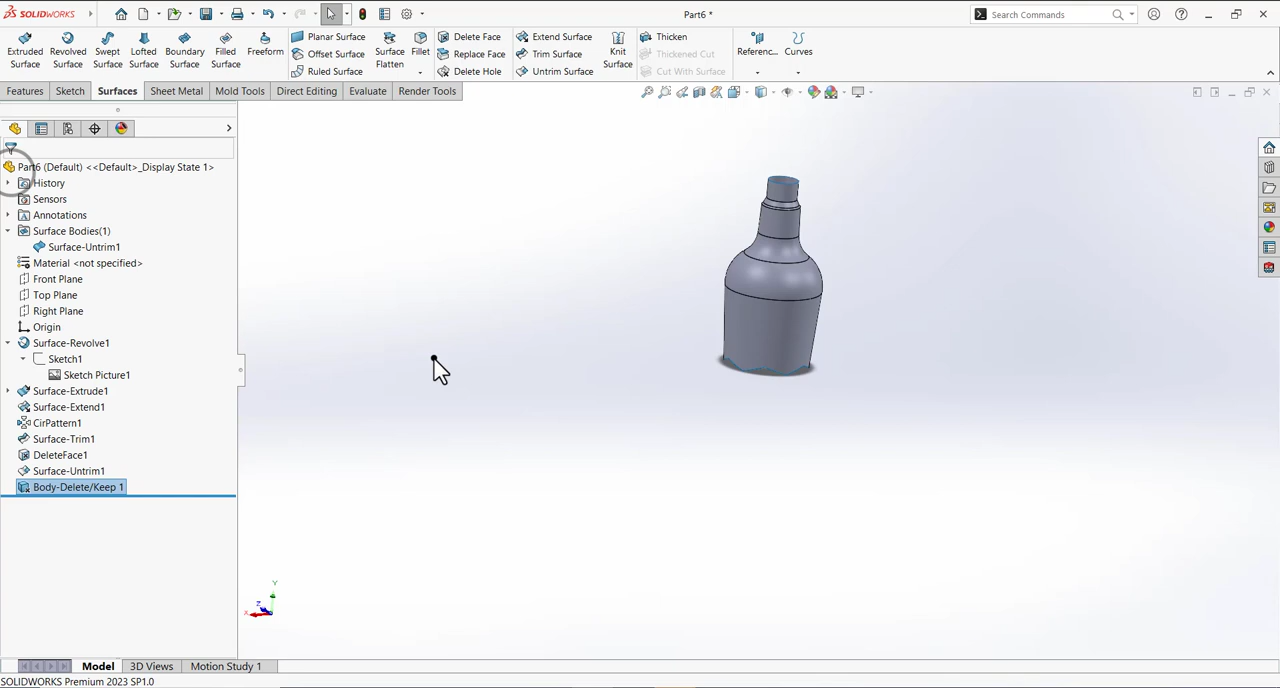 SOLIDWORKS
Part6 *
Search Commands
Extruded Surface
Revolved Surface
Swept Surface
Lofted Surface
Boundary Surface
Filled Surface
Freeform
Planar Surface
Offset Surface
Ruled Surface
Surface Flatten
Fillet
Delete Face
Replace Face
Delete Hole
Extend Surface
Trim Surface
Untrim Surface
Knit Surface
Thicken
Thickened Cut
Cut With Surface
Referenc...
Curves
Features
Sketch
Surfaces
Sheet Metal
Mold Tools
Direct Editing
Evaluate
Render Tools
Part6 (Default) <<Default>_Display State 1>
History
Sensors
Annotations
Surface Bodies(1)
Surface-Untrim1
Material <not specified>
Front Plane
Top Plane
Right Plane
Origin
Surface-Revolve1
Sketch1
Sketch Picture1
Surface-Extrude1
Surface-Extend1
CirPattern1
Surface-Trim1
DeleteFace1
Surface-Untrim1
Body-Delete/Keep 1
Y
Z
X
Model
3D Views
Motion Study 1
SOLIDWORKS Premium 2023 SP1.0